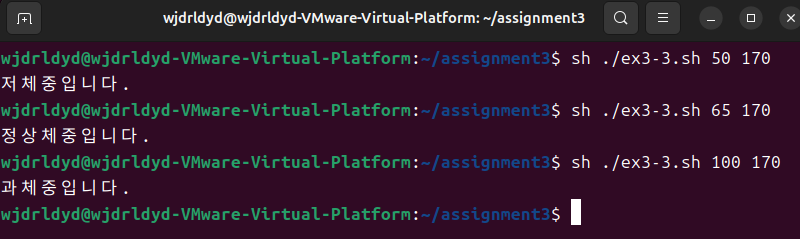 wjdrldyd@wjdrldyd-VMware-Virtual-Platform: ~/assignment3
wjdrldyd@wjdrldyd-VMware-Virtual-Platform:~/assignment3$ sh ./ex3-3.sh 50 170
저체중입니다.
wjdrldyd@wjdrldyd-VMware-Virtual-Platform:~/assignment3$ sh ./ex3-3.sh 65 170
정상체중입니다.
wjdrldyd@wjdrldyd-VMware-Virtual-Platform:~/assignment3$ sh ./ex3-3.sh 100 170
과체중입니다.
wjdrldyd@wjdrldyd-VMware-Virtual-Platform:~/assignment3$